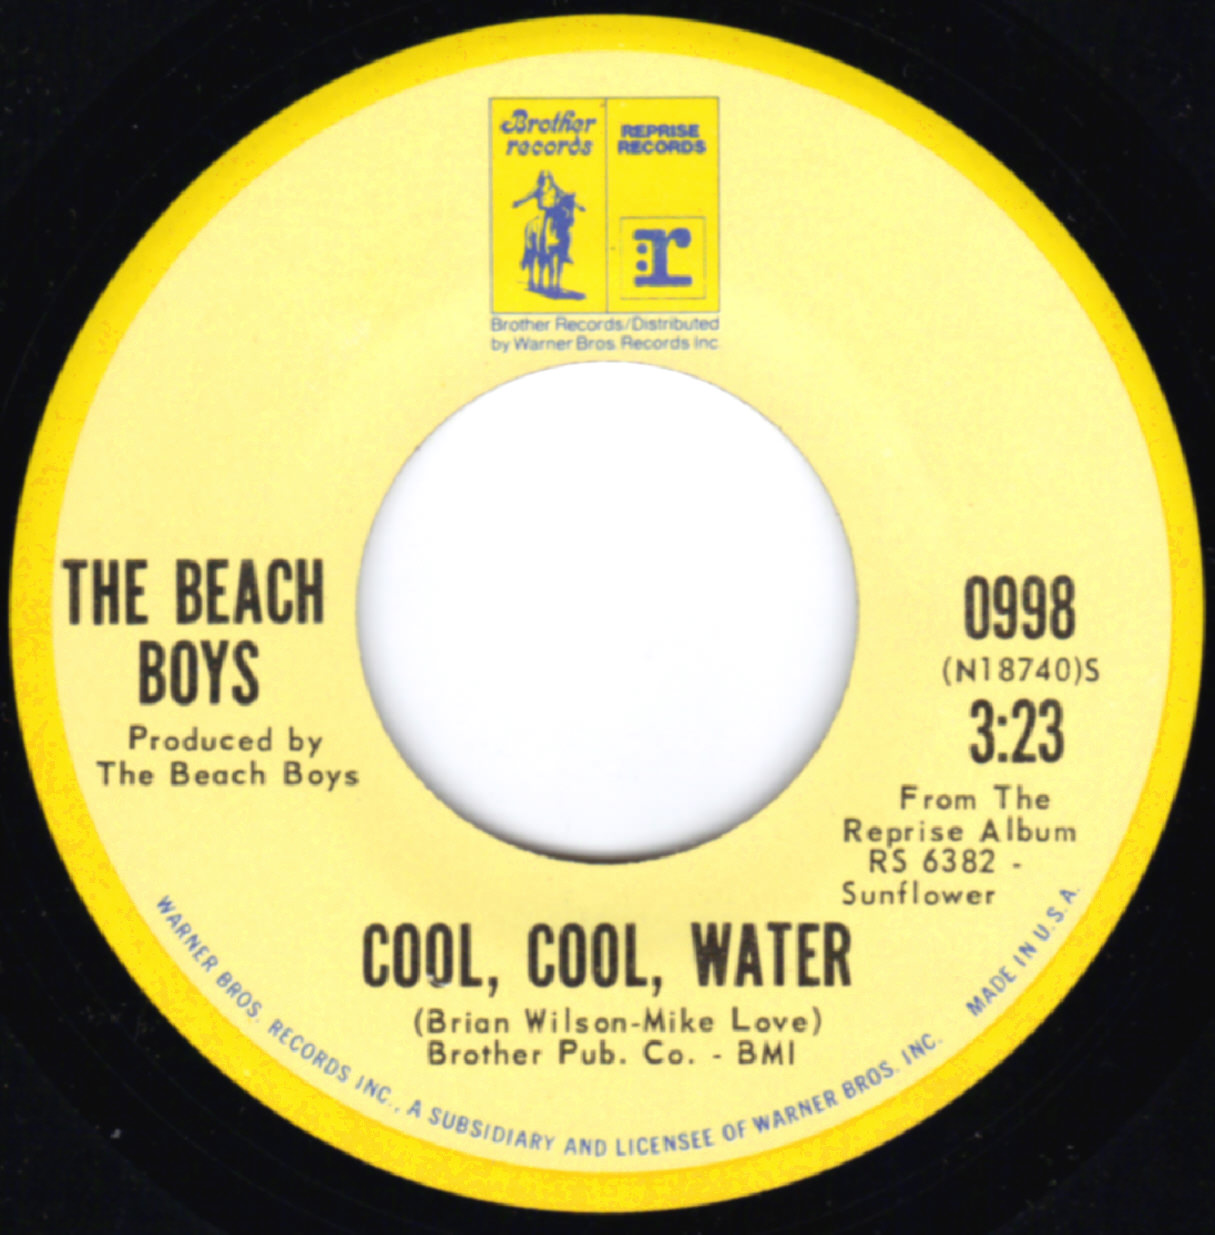 Brother
records
REPRISE
RECORDS
r
Brother Records/Distributed
by Warner Bros. Records Inc.
THE BEACH
BOYS
Produced by
The Beach Boys
0998
(N18740)S
3:23
From The
Reprise Album
RS 6382 -
Sunflower
COOL, COOL, WATER
(Brian Wilson-Mike Love)
Brother Pub. Co. - BMI
WARNER BROS. RECORDS INC., A SUBSIDIARY AND LICENSEE OF WARNER BROS. INC. MADE IN U.S.A.